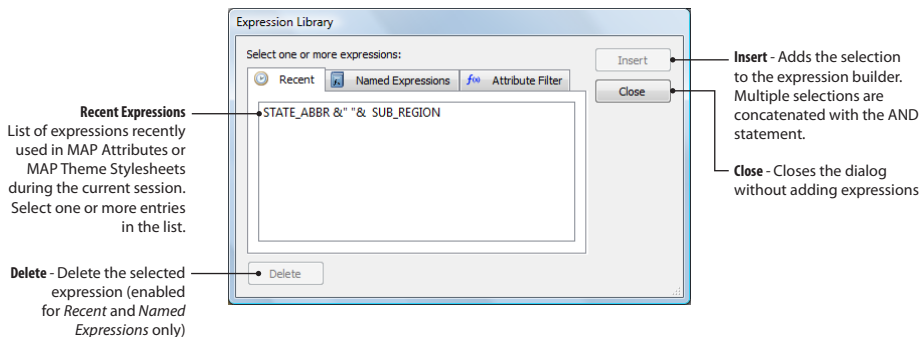 Expression Library
Select one or more expressions:
Recent
Named Expressions
f(x) Attribute Filter
STATE_ABBR &" "& SUB_REGION
Insert
Close
Delete
Recent Expressions
List of expressions recently
used in MAP Attributes or
MAP Theme Stylesheets
during the current session.
Select one or more entries
in the list.
Delete - Delete the selected
expression (enabled
for Recent and Named
Expressions only)
Insert - Adds the selection
to the expression builder.
Multiple selections are
concatenated with the AND
statement.
Close - Closes the dialog
without adding expressions